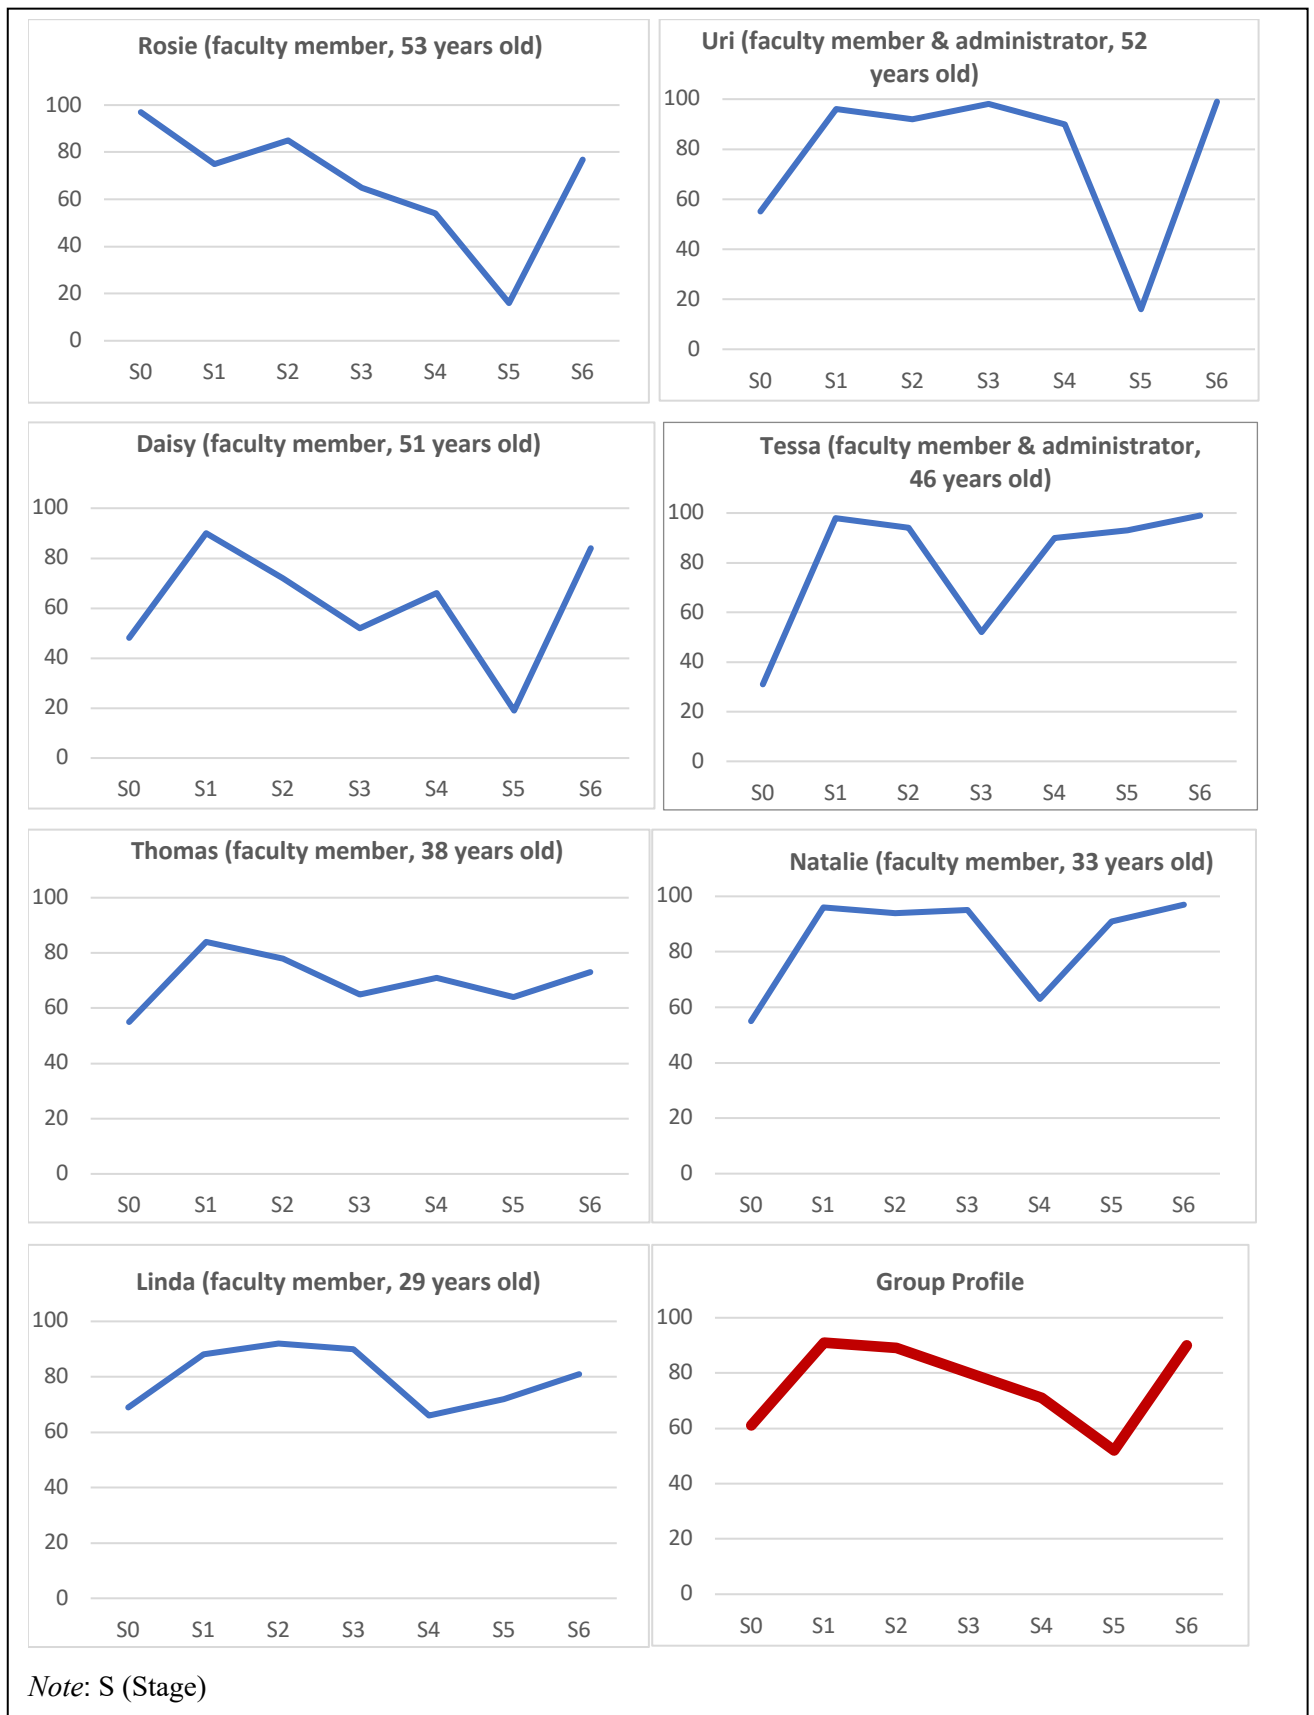 Rosie (faculty member, 53 years old)
100
80
60
40
20
0
S0 S1 S2 S3 S4 S5 S6
Uri (faculty member & administrator, 52
years old)
100
80
60
40
20
0
S0 S1 S2 S3 S4 S5 S6
Daisy (faculty member, 51 years old)
100
80
60
40
20
0
S0 S1 S2 S3 S4 S5 S6
Tessa (faculty member & administrator,
46 years old)
100
80
60
40
20
0
S0 S1 S2 S3 S4 S5 S6
Thomas (faculty member, 38 years old)
100
80
60
40
20
0
S0 S1 S2 S3 S4 S5 S6
Natalie (faculty member, 33 years old)
100
80
60
40
20
0
S0 S1 S2 S3 S4 S5 S6
Linda (faculty member, 29 years old)
100
80
60
40
20
0
S0 S1 S2 S3 S4 S5 S6
Group Profile
100
80
60
40
20
0
S0 S1 S2 S3 S4 S5 S6
Note: S (Stage)